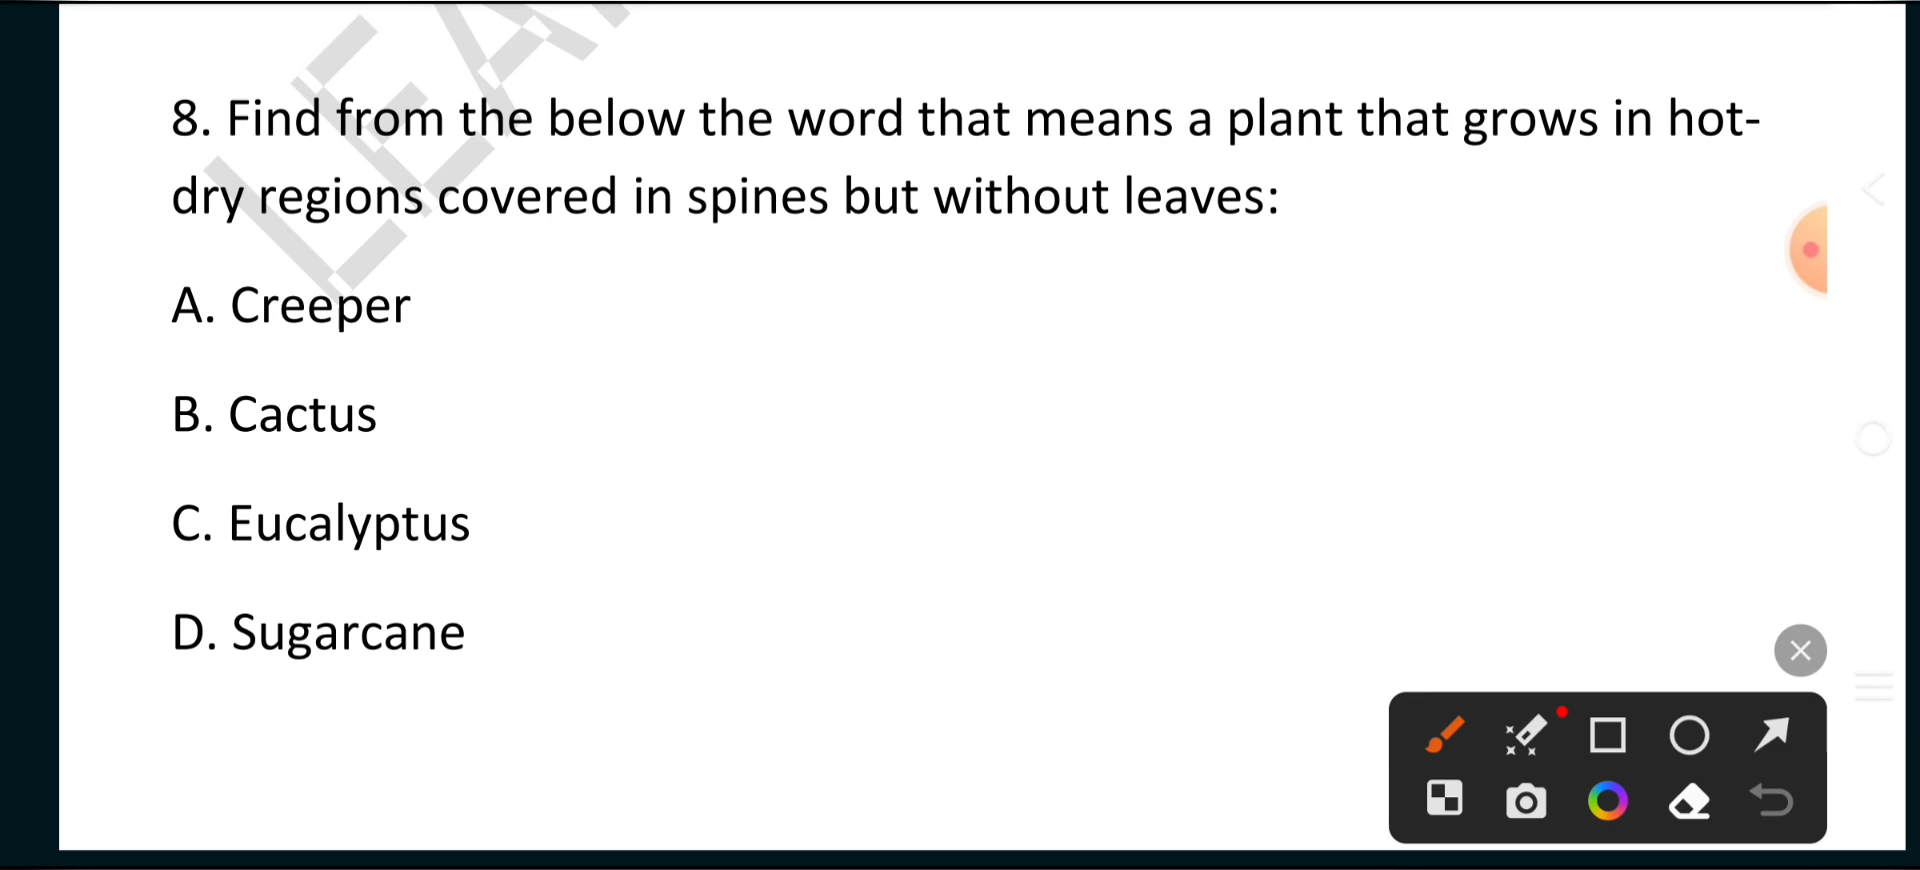 8. Find from the below the word that means a plant that grows in hot-
dry regions covered in spines but without leaves:
A. Creeper
B. Cactus
C. Eucalyptus
D. Sugarcane